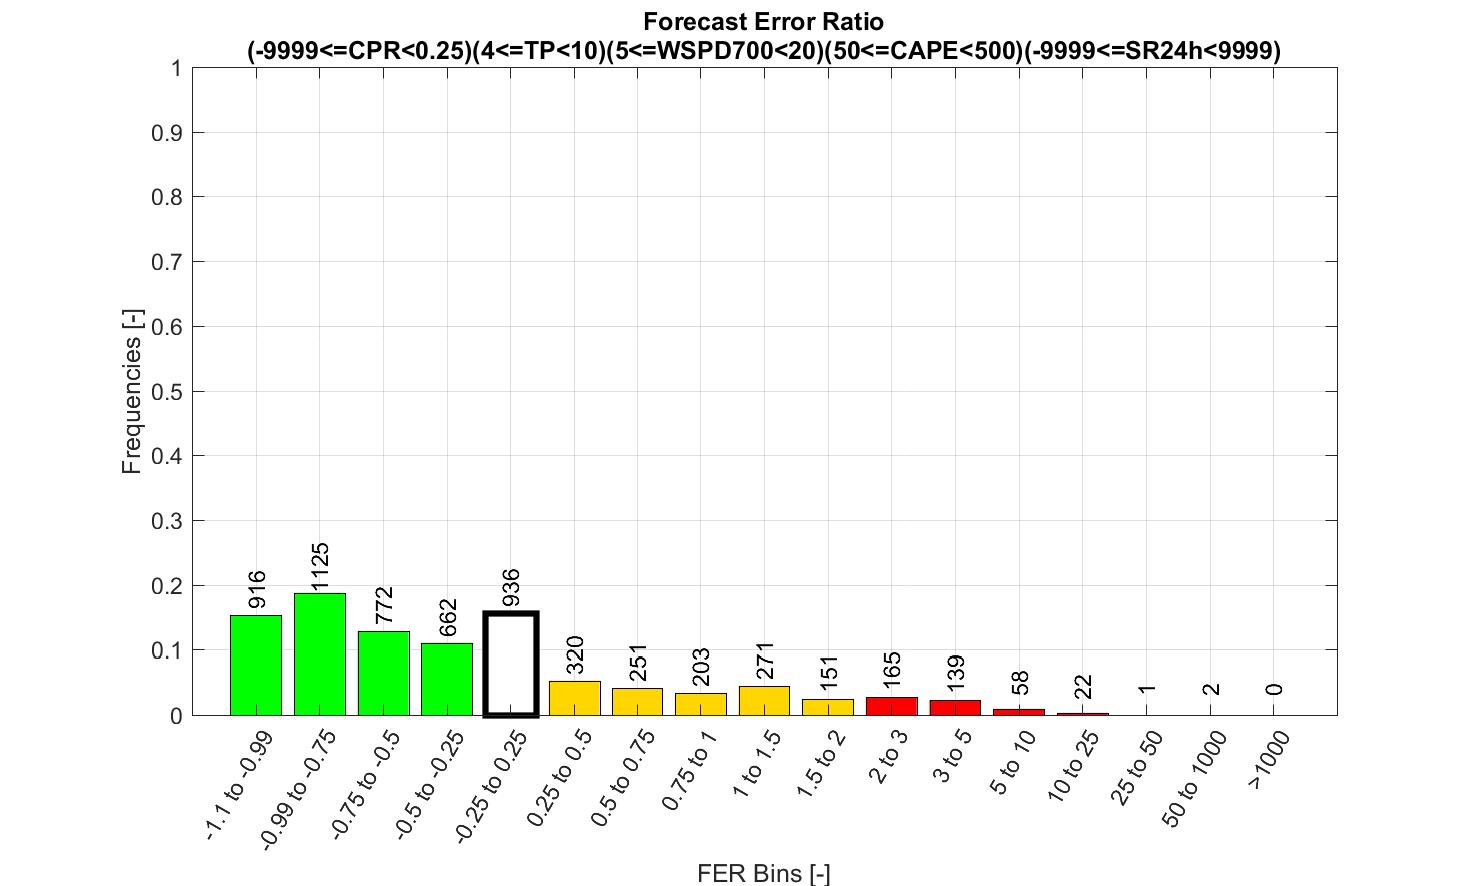 Forecast Error Ratio
(-9999<=CPR<0.25)(4<=TP<10)(5<=WSPD700<20)(50<=CAPE<500)(-9999<=SR24h<9999)
1
0.9
0.8
0.7
0.6
0.5
0.4
0.3
0.2
0.1
0
Frequencies [-]
916
1125
772
662
936
320
251
203
271
151
165
139
58
22
1
2
0
-1.1 to -0.99
-0.99 to -0.75
-0.75 to -0.5
-0.5 to -0.25
-0.25 to 0.25
0.25 to 0.5
0.5 to 0.75
0.75 to 1
1 to 1.5
1.5 to 2
2 to 3
3 to 5
5 to 10
10 to 25
25 to 50
50 to 1000
>1000
FER Bins [-]